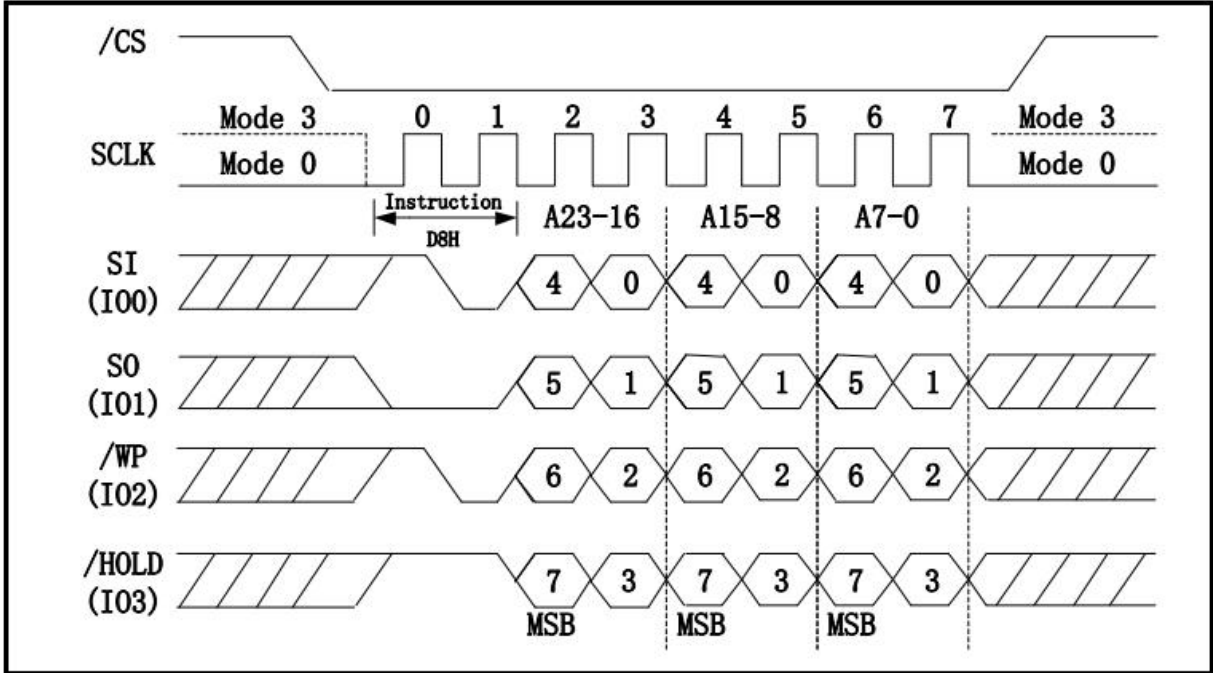 /CS
Mode 3 0 1 2 3 4 5 6 7 Mode 3
SCLK
Mode 0 Mode 0
Instruction
A23-16 A15-8 A7-0
D8H
SI
(IO0)
4 0 4 0 4 0
SO
(IO1)
5 1 5 1 5 1
/WP
(IO2)
6 2 6 2 6 2
/HOLD
(IO3)
7 3 7 3 7 3
MSB MSB MSB